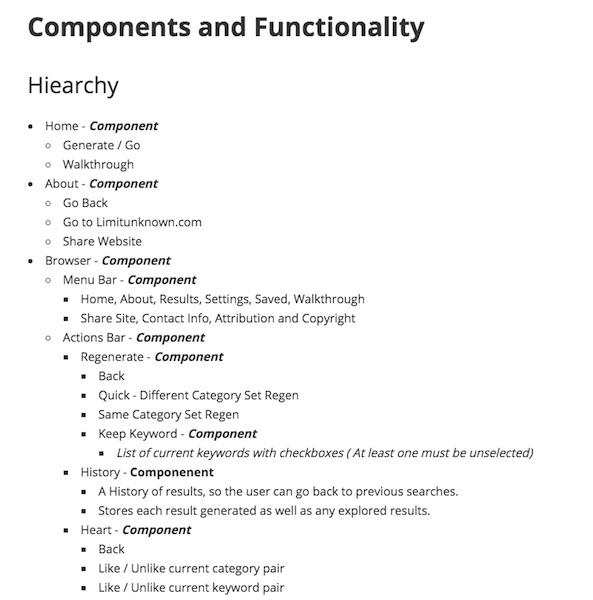 Components and Functionality
Hiearchy
Home - Component
Generate / Go
Walkthrough
About - Component
Go Back
Go to Limitunknown.com
Share Website
Browser - Component
Menu Bar - Component
Home, About, Results, Settings, Saved, Walkthrough
Share Site, Contact Info, Attribution and Copyright
Actions Bar - Component
Regenerate - Component
Back
Quick - Different Category Set Regen
Same Category Set Regen
Keep Keyword - Component
List of current keywords with checkboxes ( At least one must be unselected)
History - Componenent
A History of results, so the user can go back to previous searches.
Stores each result generated as well as any explored results.
Heart - Component
Back
Like / Unlike current category pair
Like / Unlike current keyword pair